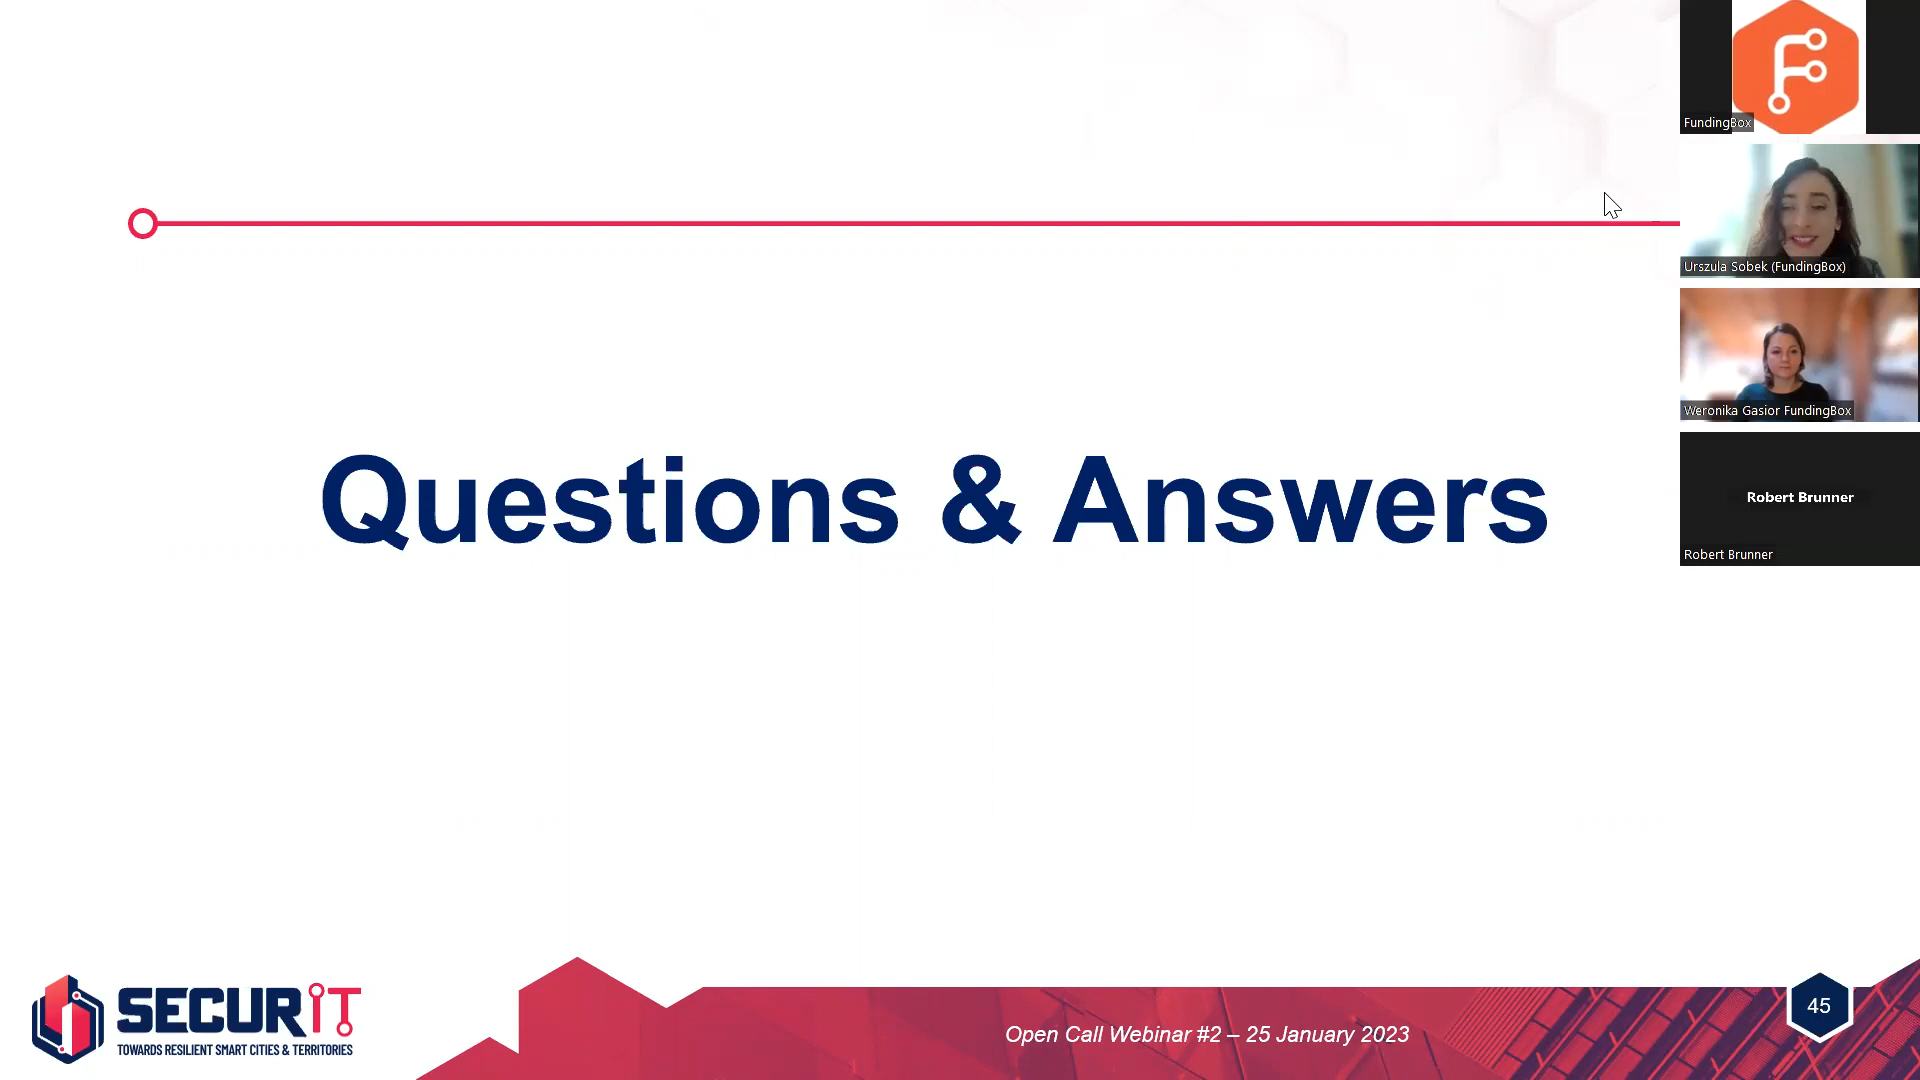 FundingBox
Urszula Sobek (FundingBox)
Weronika Gasior FundingBox
Robert Brunner
Robert Brunner
Questions & Answers
SECURIT
TOWARDS RESILIENT SMART CITIES & TERRITORIES
Open Call Webinar #2 – 25 January 2023
45